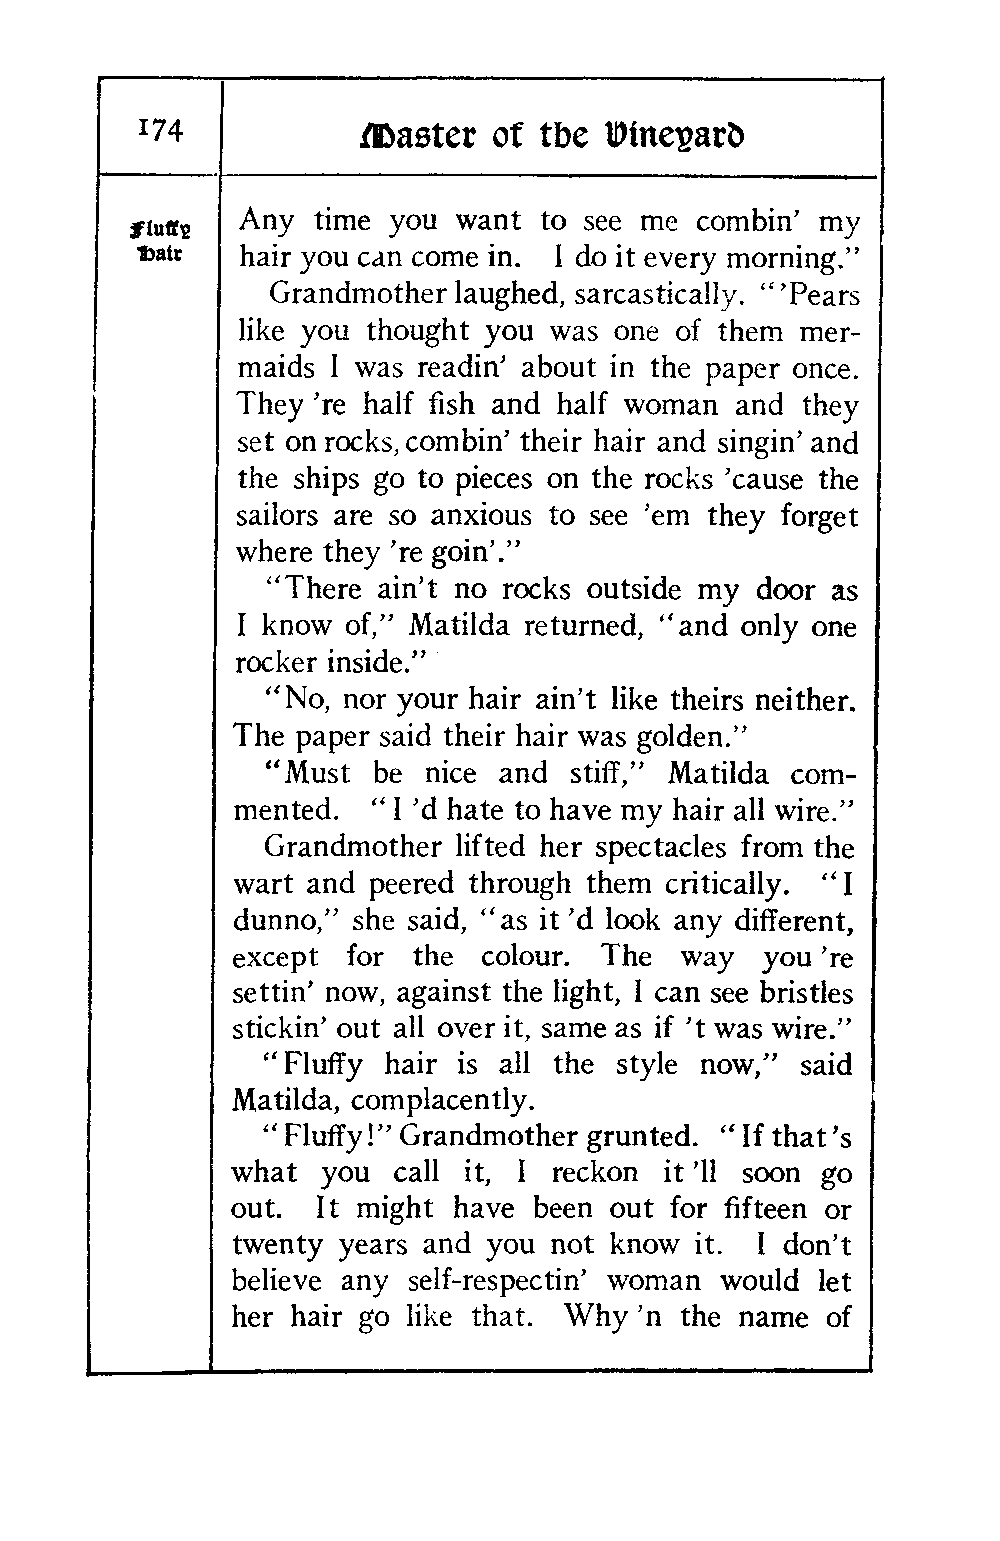 174
Master of the Vineyard
Fluffy
Hair
Any time you want to see me combin’ my
hair you can come in. I do it every morning.”
Grandmother laughed, sarcastically. “’Pears
like you thought you was one of them mer-
maids I was readin’ about in the paper once.
They ’re half fish and half woman and they
set on rocks, combin’ their hair and singin’ and
the ships go to pieces on the rocks ’cause the
sailors are so anxious to see ’em they forget
where they ’re goin’.”
“There ain’t no rocks outside my door as
I know of,” Matilda returned, “and only one
rocker inside.”
“No, nor your hair ain’t like theirs neither.
The paper said their hair was golden.”
“Must be nice and stiff,” Matilda com-
mented. “I ’d hate to have my hair all wire.”
Grandmother lifted her spectacles from the
wart and peered through them critically. “I
dunno,” she said, “as it ’d look any different,
except for the colour. The way you ’re
settin’ now, against the light, I can see bristles
stickin’ out all over it, same as if ’t was wire.”
“Fluffy hair is all the style now,” said
Matilda, complacently.
“Fluffy!” Grandmother grunted. “If that ’s
what you call it, I reckon it ’ll soon go
out. It might have been out for fifteen or
twenty years and you not know it. I don’t
believe any self-respectin’ woman would let
her hair go like that. Why ’n the name of